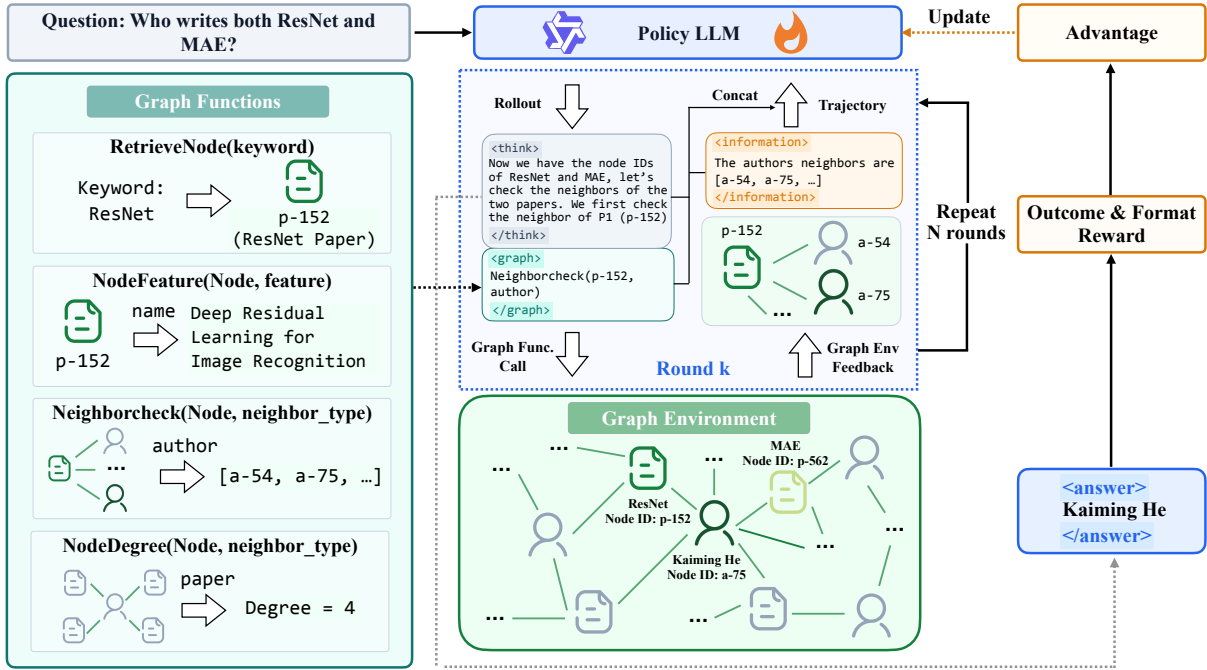 Question: Who writes both ResNet and
MAE?
Policy LLM
Update
Advantage
Graph Functions
RetrieveNode(keyword)
Keyword:
ResNet
p-152
(ResNet Paper)
NodeFeature(Node, feature)
p-152
name
Deep Residual
Learning for
Image Recognition
Neighborcheck(Node, neighbor_type)
...
author
[a-54, a-75, …]
NodeDegree(Node, neighbor_type)
paper
Degree = 4
Rollout
Concat
Trajectory
<think>
Now we have the node IDs
of ResNet and MAE, let's
check the neighbors of the
two papers. We first check
the neighbor of P1 (p-152)
</think>
<graph>
Neighborcheck(p-152,
author)
</graph>
<information>
The authors neighbors are
[a-54, a-75, …]
</information>
p-152
a-54
a-75
...
Graph Func.
Call
Round k
Graph Env
Feedback
Repeat
N rounds
Outcome & Format
Reward
<answer>
Kaiming He
</answer>
Graph Environment
...
...
...
MAE
Node ID: p-562
ResNet
Node ID: p-152
...
...
Kaiming He
Node ID: a-75
...
...